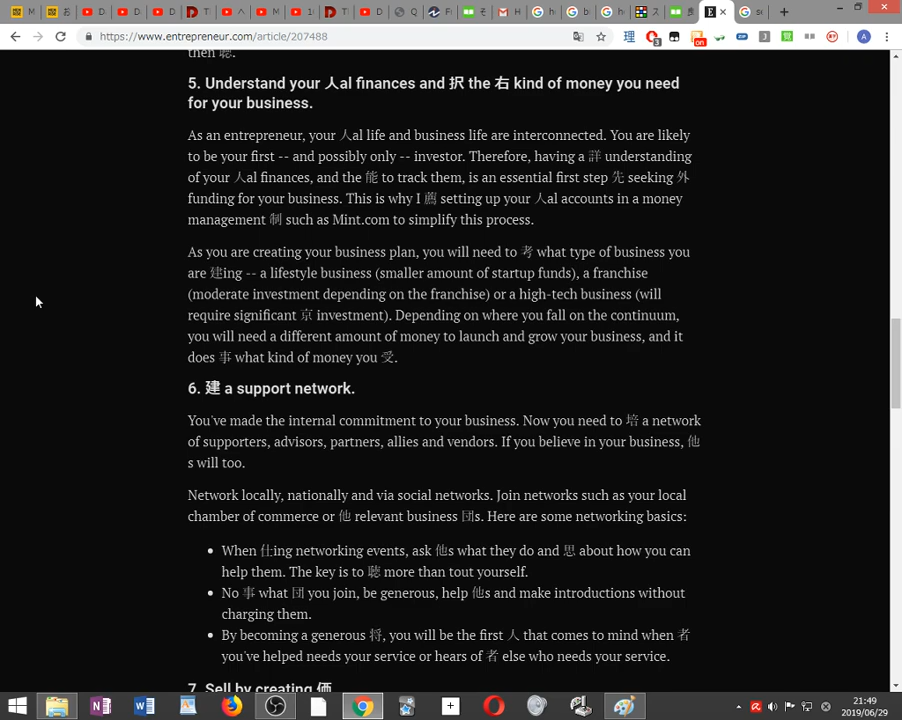 M
お
D
D
D
D
ペ
M
1
D
T
D
Q
F
そ
M
H
h
b
h
ス
E
s
https://www.entrepreneur.com/article/207488
then 聴.
5. Understand your 人al finances and 択 the 右 kind of money you need
for your business.
As an entrepreneur, your 人al life and business life are interconnected. You are likely
to be your first -- and possibly only -- investor. Therefore, having a 詳 understanding
of your 人al finances, and the 能 to track them, is an essential first step 先 seeking 外
funding for your business. This is why I 薦 setting up your 人al accounts in a money
management 制 such as Mint.com to simplify this process.
As you are creating your business plan, you will need to 考 what type of business you
are 建ing -- a lifestyle business (smaller amount of startup funds), a franchise
(moderate investment depending on the franchise) or a high-tech business (will
require significant 京 investment). Depending on where you fall on the continuum,
you will need a different amount of money to launch and grow your business, and it
does 事 what kind of money you 受.
6. 建 a support network.
You've made the internal commitment to your business. Now you need to 培 a network
of supporters, advisors, partners, allies and vendors. If you believe in your business, 他
s will too.
Network locally, nationally and via social networks. Join networks such as your local
chamber of commerce or 他 relevant business 団s. Here are some networking basics:
• When 仕ing networking events, ask 他s what they do and 思 about how you can
help them. The key is to 聴 more than tout yourself.
• No 事 what 団 you join, be generous, help 他s and make introductions without
charging them.
• By becoming a generous 将, you will be the first 人 that comes to mind when 者
you've helped needs your service or hears of 者 else who needs your service.
7. Sell by creating 価
21:49
2019/06/29